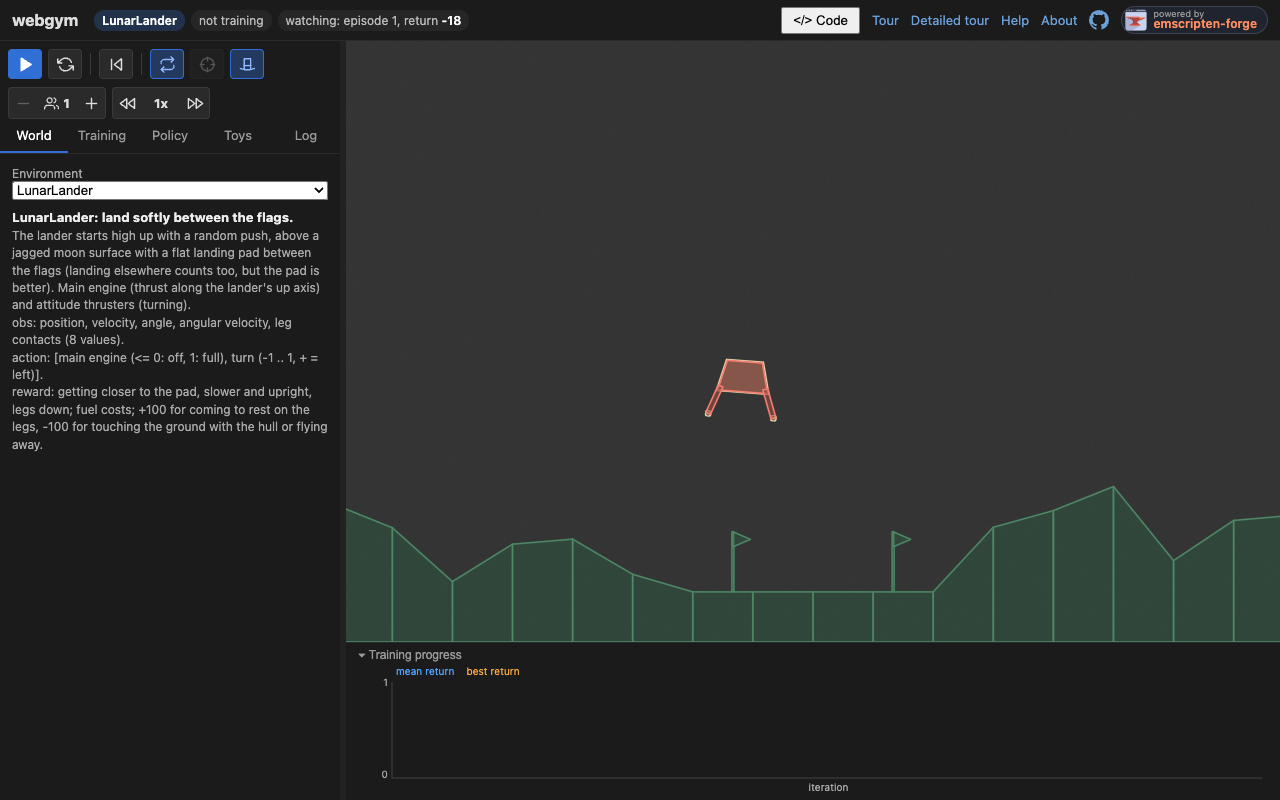 webgym
LunarLander
not training
watching: episode 1, return -18
</> Code
Tour
Detailed tour
Help
About
powered by
emscripten-forge
1
1x
World
Training
Policy
Toys
Log
Environment
LunarLander
LunarLander: land softly between the flags.
The lander starts high up with a random push, above a
jagged moon surface with a flat landing pad between
the flags (landing elsewhere counts too, but the pad is
better). Main engine (thrust along the lander's up axis)
and attitude thrusters (turning).
obs: position, velocity, angle, angular velocity, leg
contacts (8 values).
action: [main engine (<= 0: off, 1: full), turn (-1 .. 1, + =
left)].
reward: getting closer to the pad, slower and upright,
legs down; fuel costs; +100 for coming to rest on the
legs, -100 for touching the ground with the hull or flying
away.
Training progress
mean return
best return
1
0
iteration